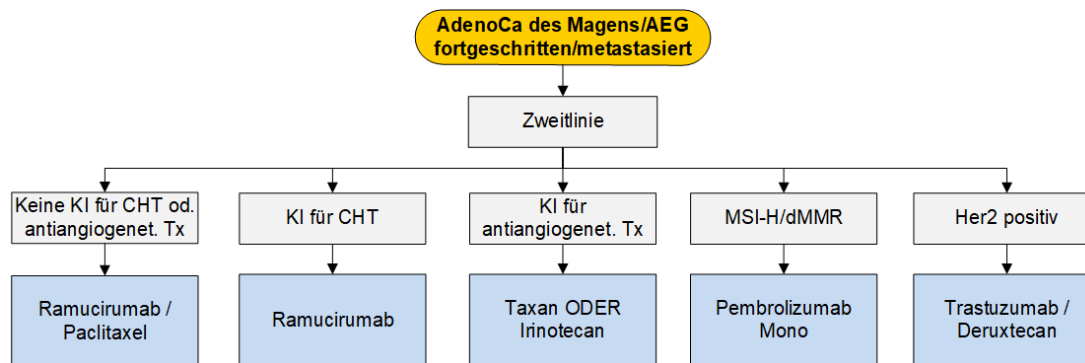 AdenoCa des Magens/AEG
fortgeschritten/metastasiert
Zweitlinie
Keine KI für CHT od.
antiangiogenet. Tx
KI für CHT
KI für
antiangiogenet. Tx
MSI-H/dMMR
Her2 positiv
Ramucirumab /
Paclitaxel
Ramucirumab
Taxan ODER
Irinotecan
Pembrolizumab
Mono
Trastuzumab /
Deruxtecan